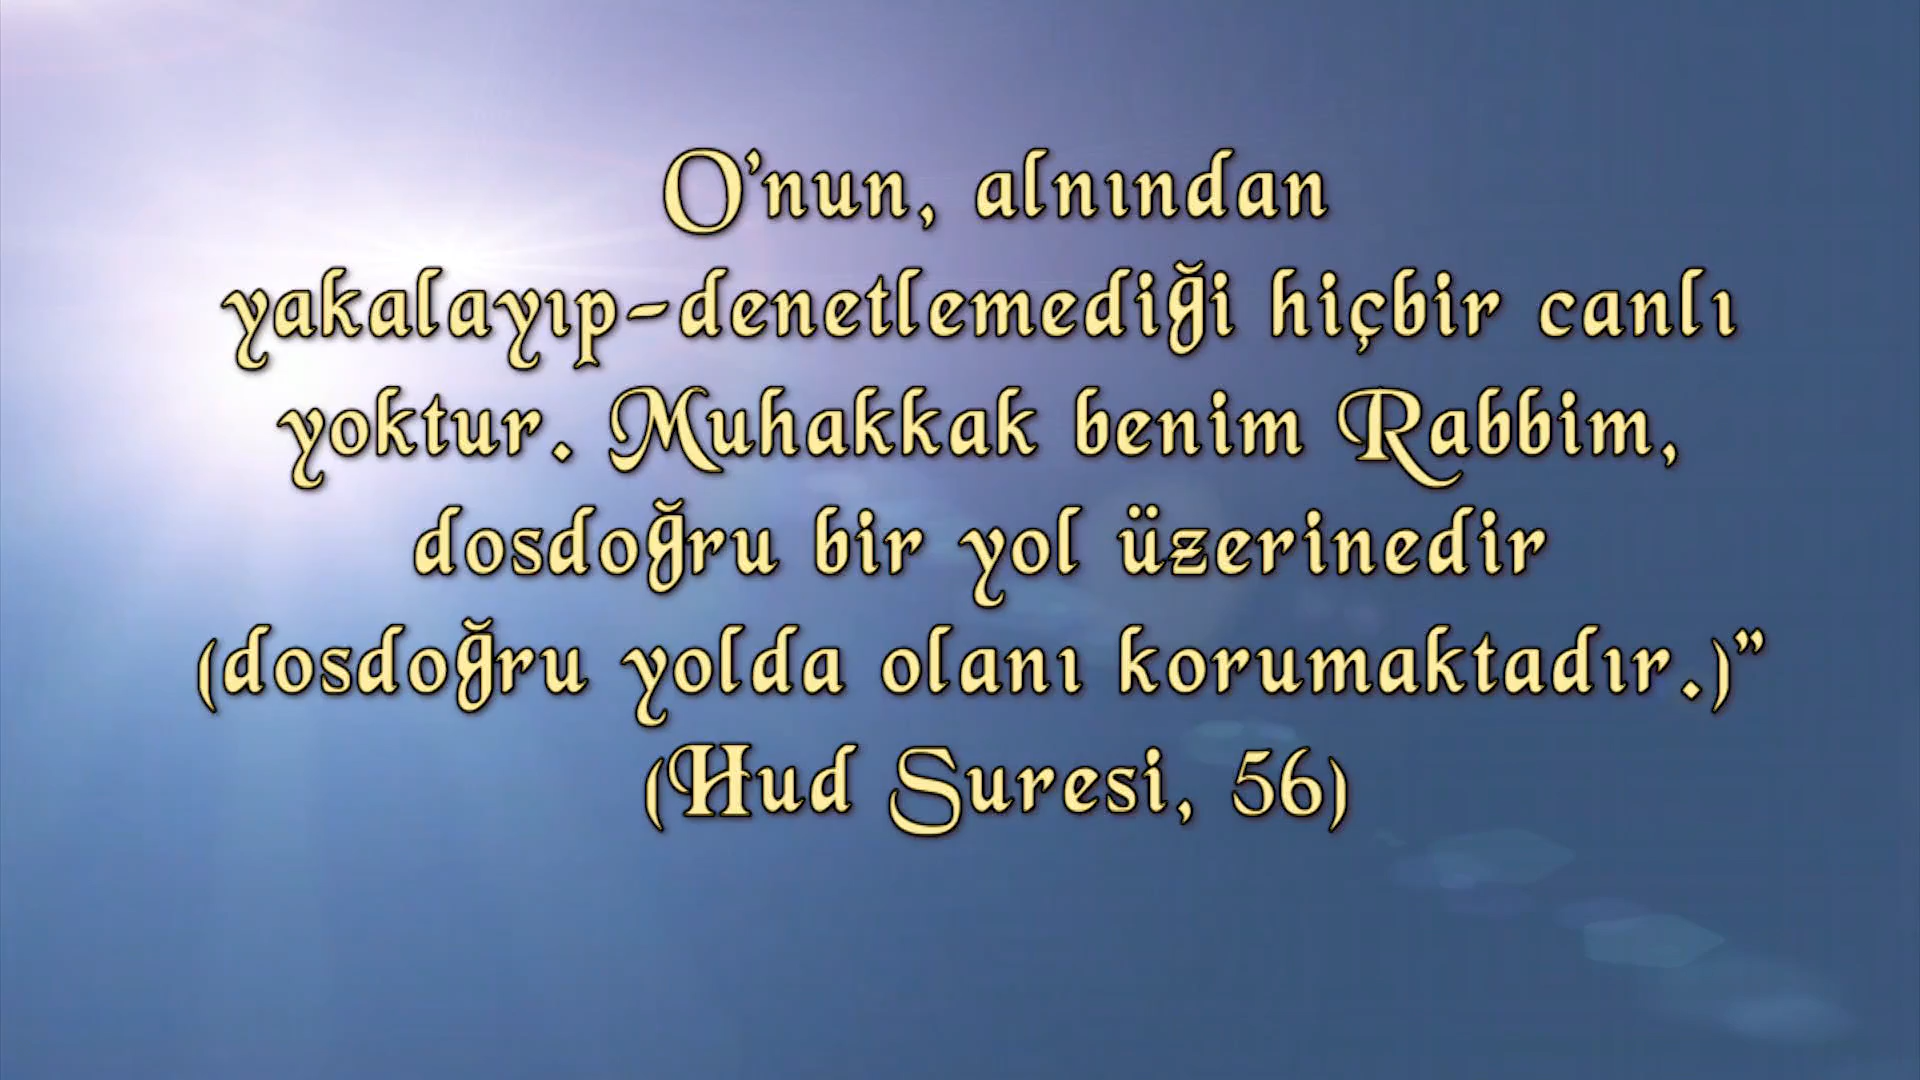 O'nun, alnından
yakalayıp-denetlemediği hiçbir canlı
yoktur. Muhakkak benim Rabbim,
dosdoğru bir yol üzerinedir
(dosdoğru yolda olanı korumaktadır.)"
(Hud Suresi, 56)